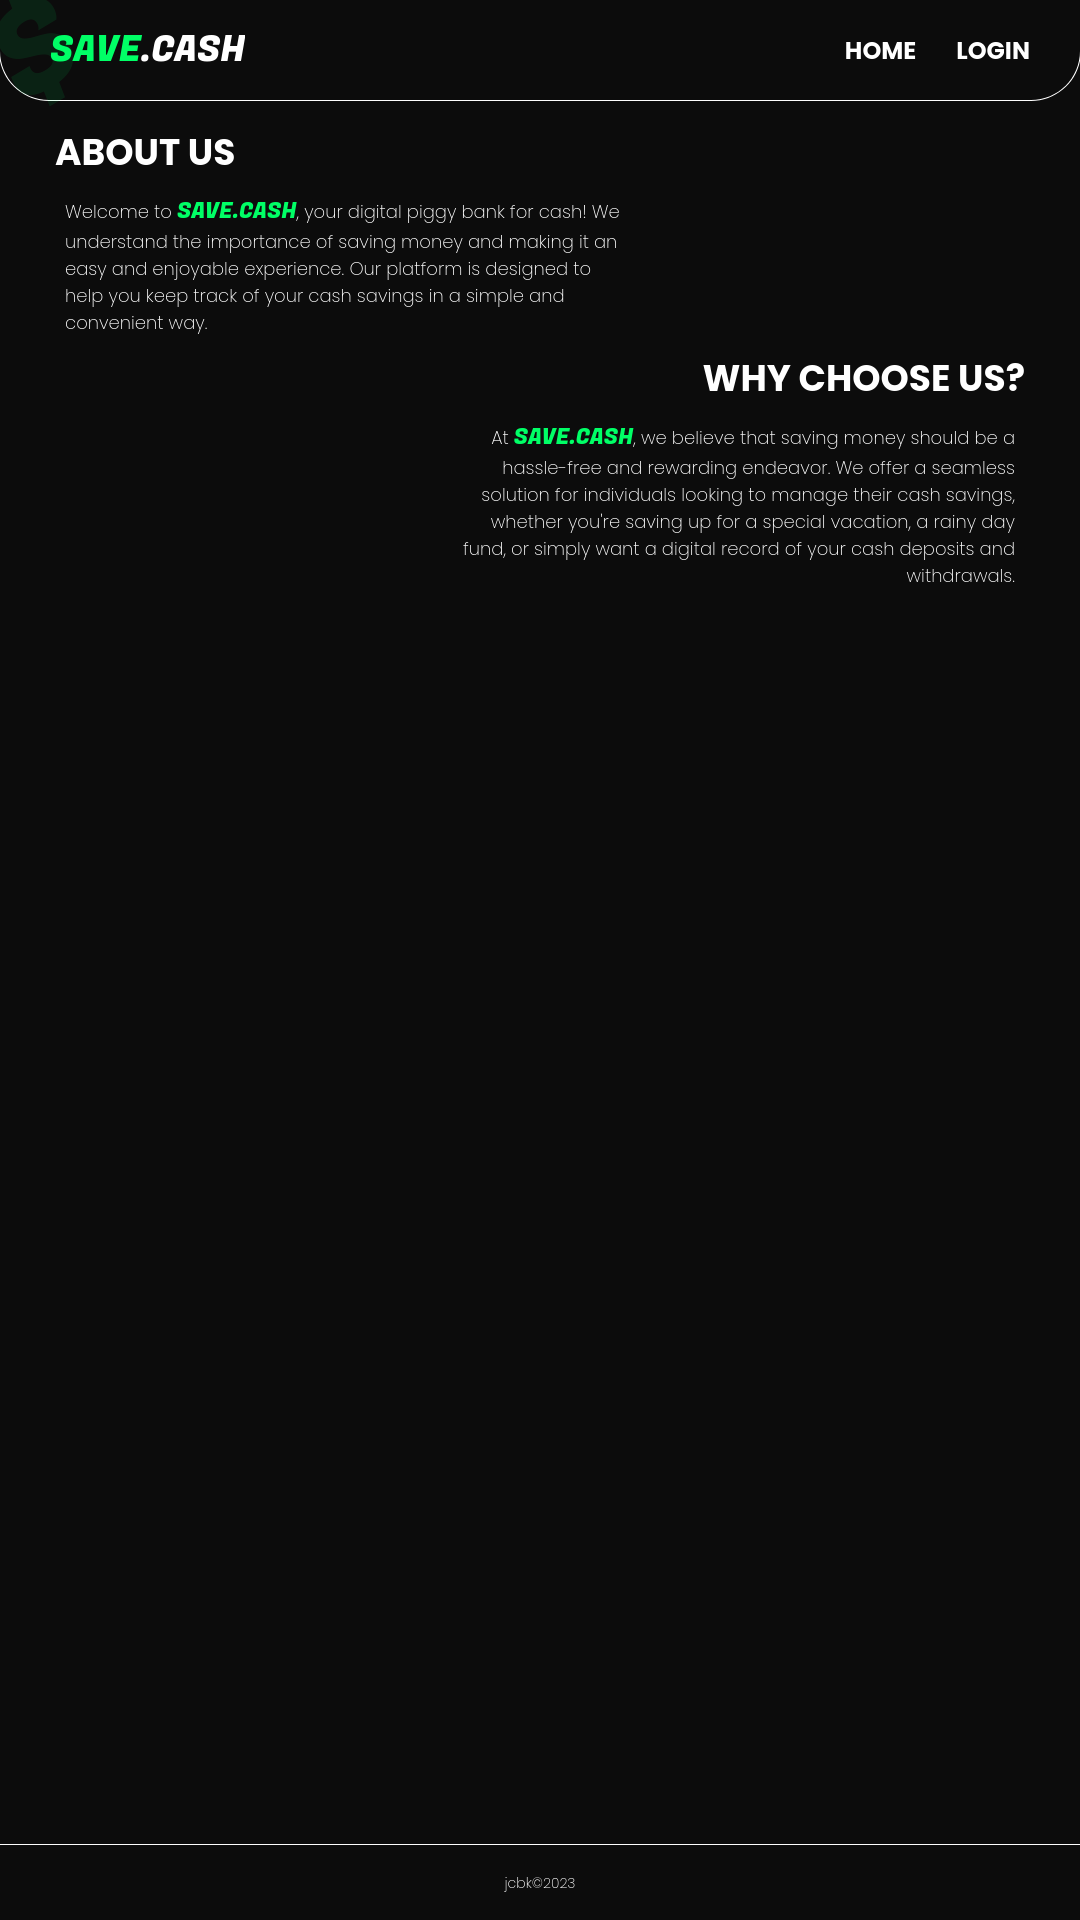 $
SAVE.CASH HOME LOGIN
ABOUT US
Welcome to SAVE.CASH, your digital piggy bank for cash! We
understand the importance of saving money and making it an
easy and enjoyable experience. Our platform is designed to
help you keep track of your cash savings in a simple and
convenient way.
WHY CHOOSE US?
At SAVE.CASH, we believe that saving money should be a
hassle-free and rewarding endeavor. We offer a seamless
solution for individuals looking to manage their cash savings,
whether you're saving up for a special vacation, a rainy day
fund, or simply want a digital record of your cash deposits and
withdrawals.
jcbk©2023